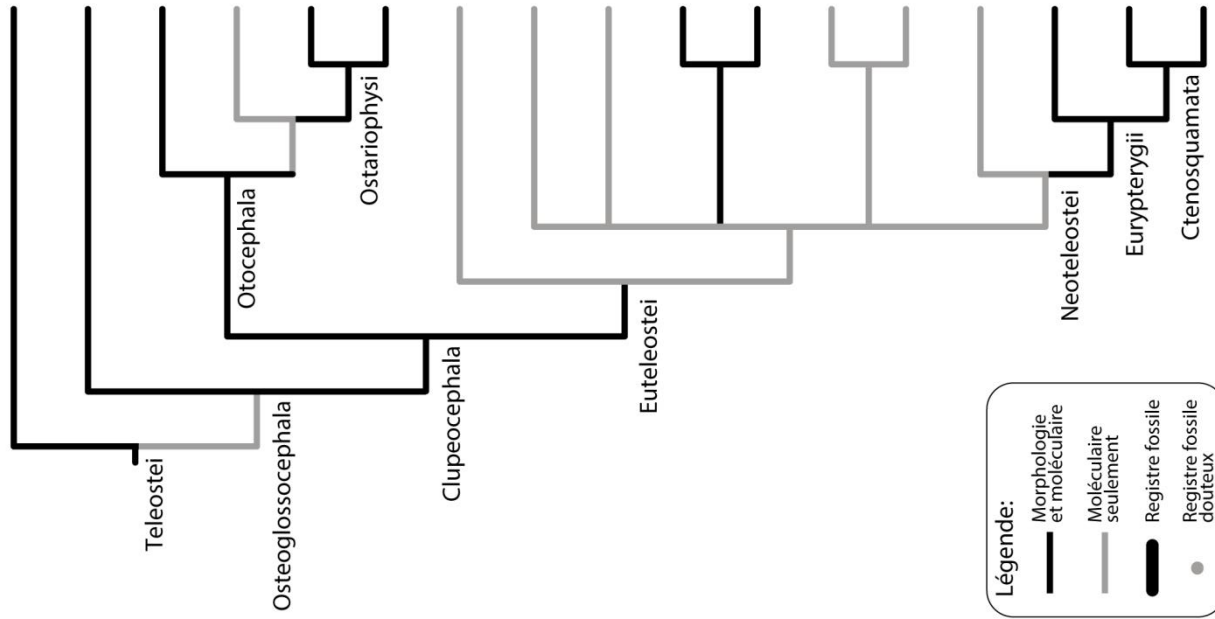 Teleostei
Osteoglossocephala
Clupeocephala
Otocephala
Ostariophysi
Euteleostei
Neoteleostei
Eurypterygii
Ctenosquamata
Légende:
Morphologie
et moléculaire
Moléculaire
seulement
Registre fossile
Registre fossile
douteux